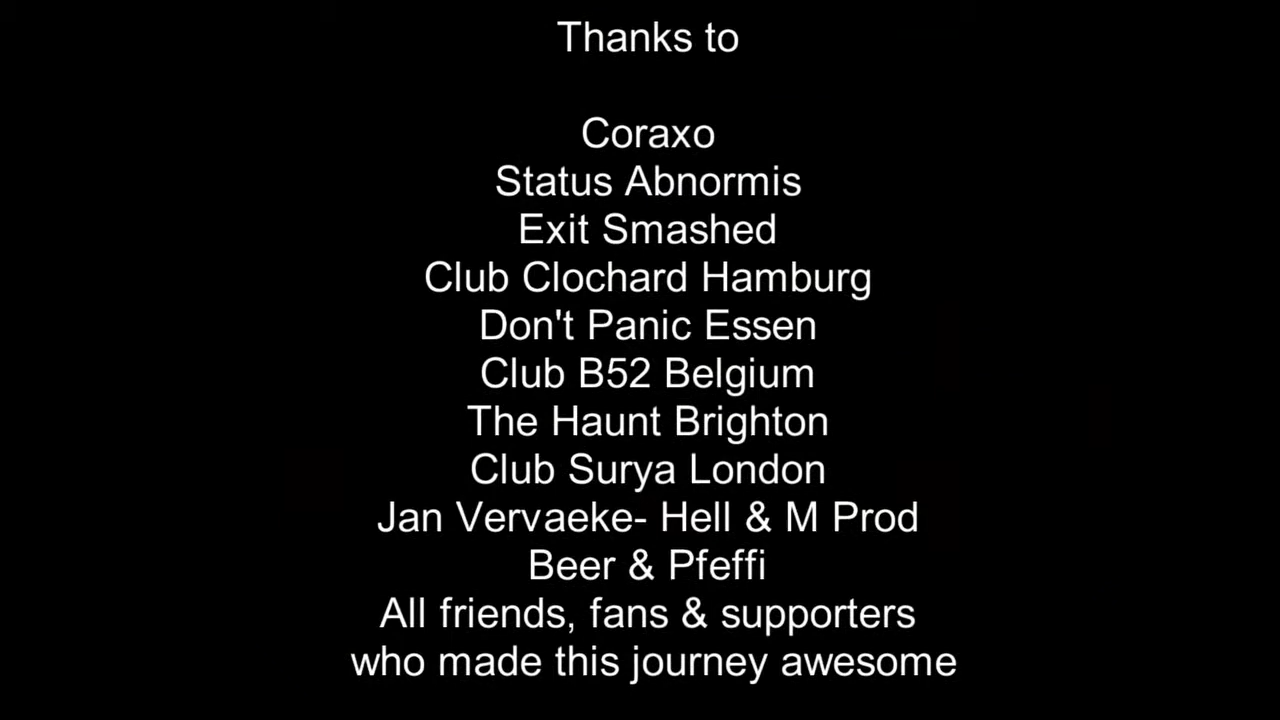 Thanks to
Coraxo
Status Abnormis
Exit Smashed
Club Clochard Hamburg
Don't Panic Essen
Club B52 Belgium
The Haunt Brighton
Club Surya London
Jan Vervaeke- Hell & M Prod
Beer & Pfeffi
All friends, fans & supporters
who made this journey awesome